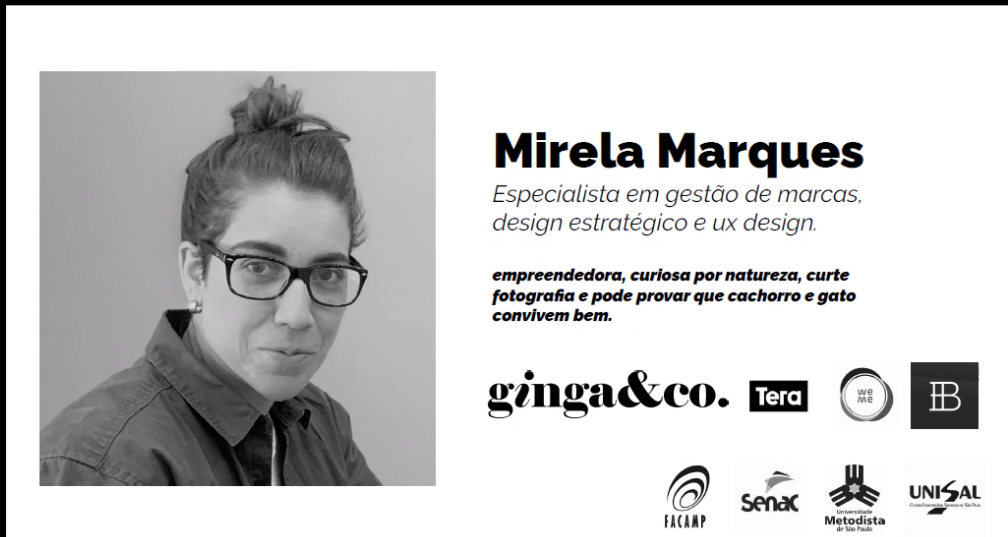 Mirela Marques
Especialista em gestão de marcas,
design estratégico e ux design.
empreendedora, curiosa por natureza, curte
fotografia e pode provar que cachorro e gato
convivem bem.
ginga&co.
Tera
we
me
B
FACAMP
Senac
Universidade
Metodista
de São Paulo
UNISAL